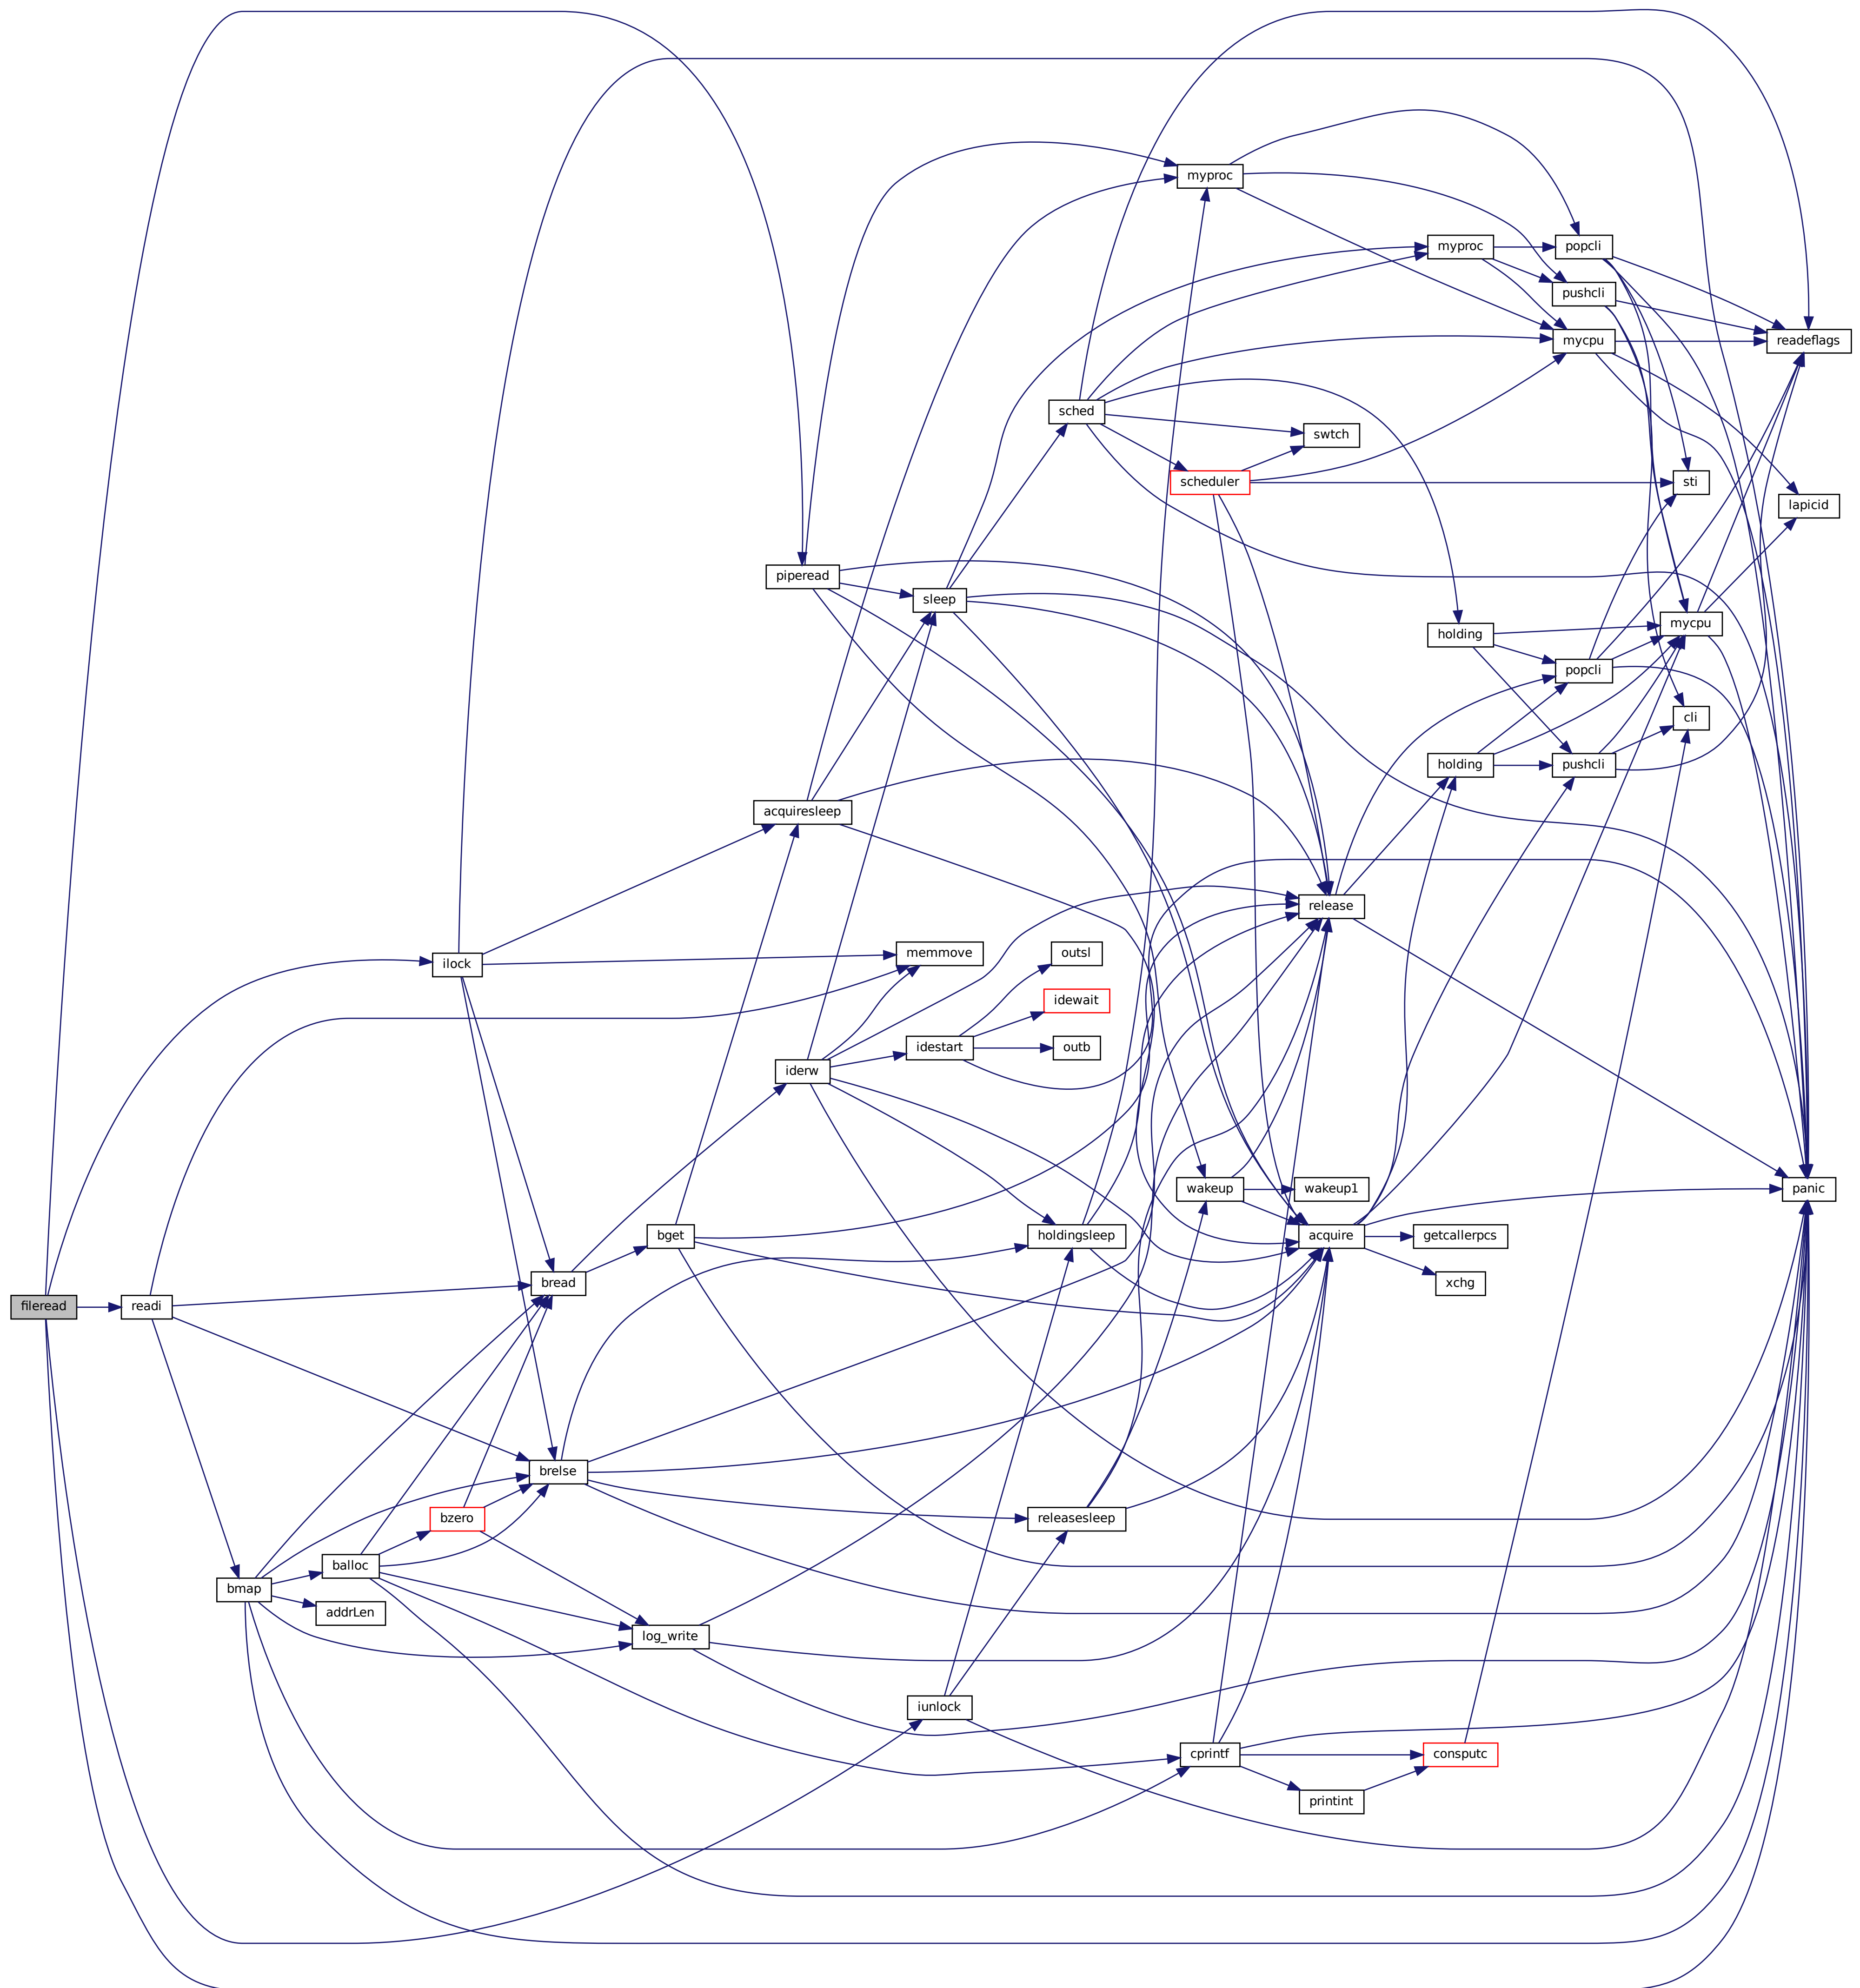 fileread
readi
bmap
balloc
addrLen
ilock
bzero
bread
brelse
bget
log_write
piperead
acquiresleep
iderw
sleep
memmove
idestart
iunlock
sched
outsl
idewait
outb
holdingsleep
releasesleep
myproc
scheduler
wakeup
cprintf
swtch
release
wakeup1
acquire
printint
myproc
holding
holding
getcallerpcs
xchg
consputc
popcli
pushcli
mycpu
popcli
pushcli
sti
mycpu
cli
readeflags
lapicid
panic